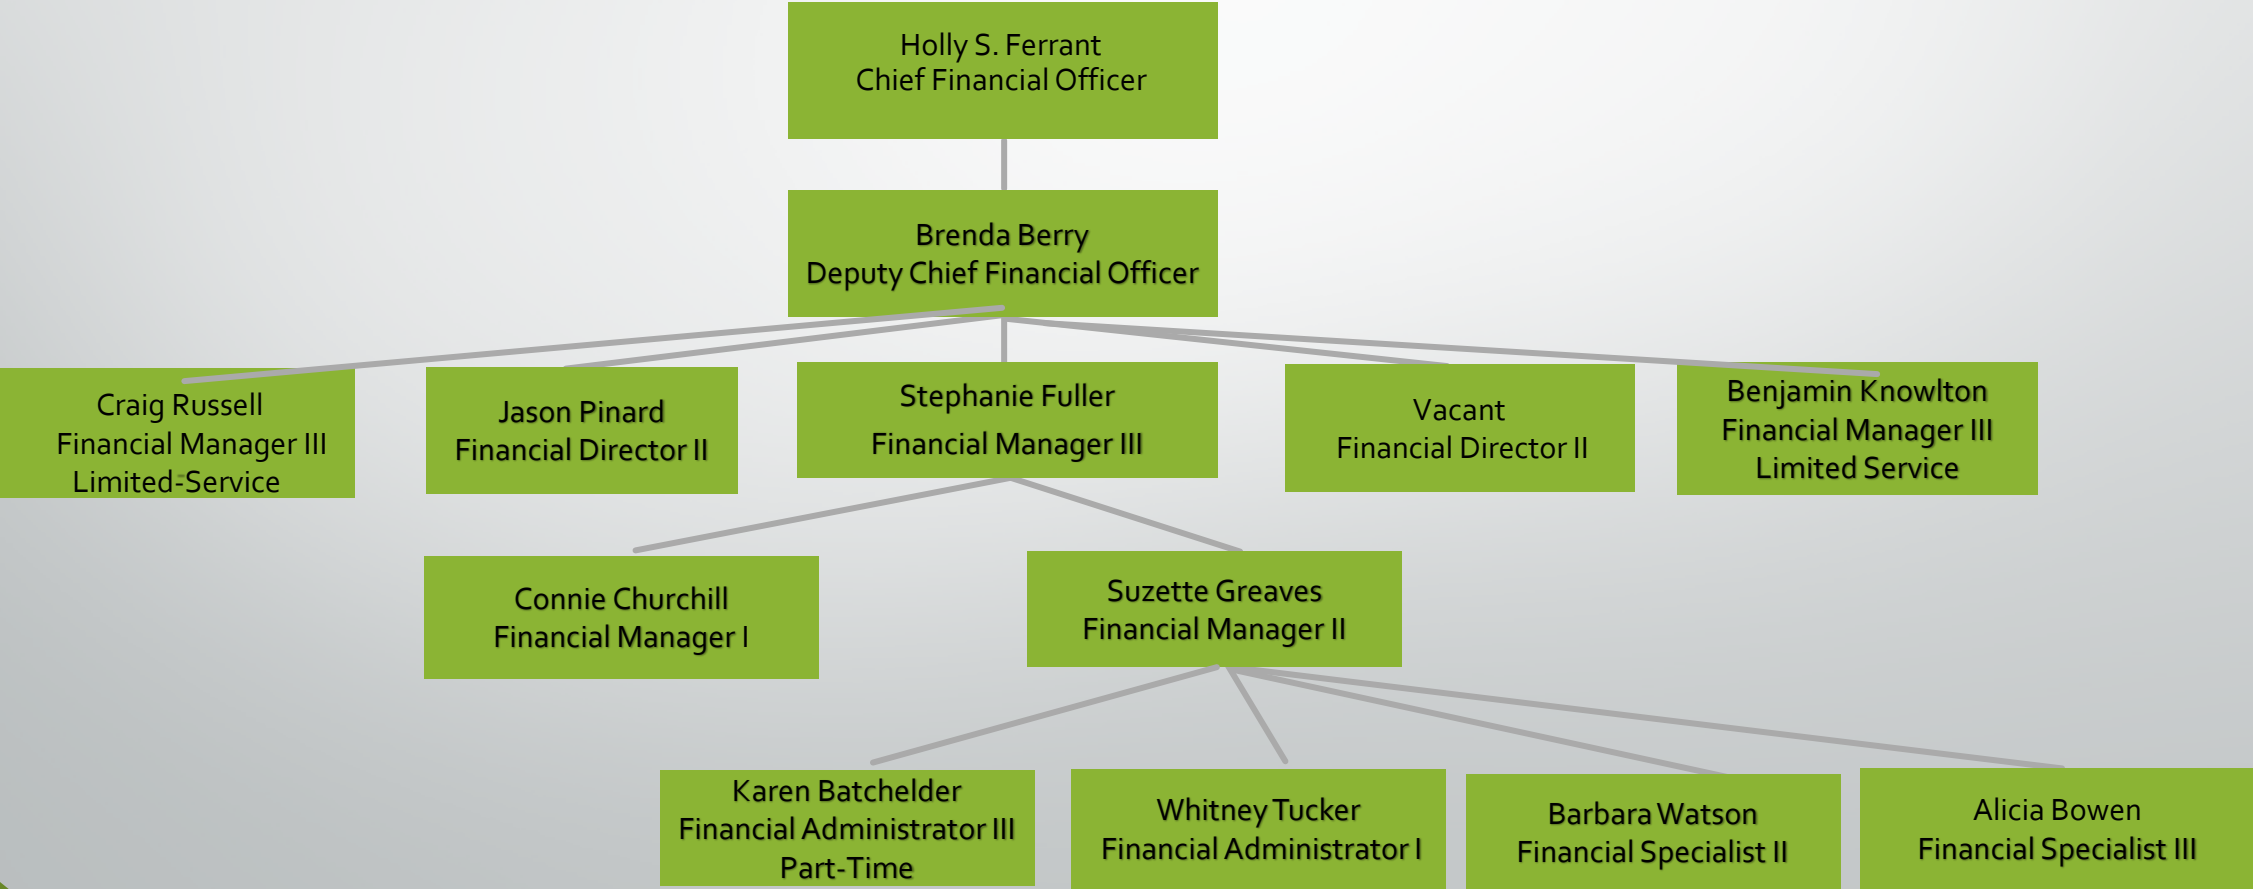 Holly S. Ferrant
Chief Financial Officer
Brenda Berry
Deputy Chief Financial Officer
Craig Russell
Financial Manager III
Limited-Service
Jason Pinard
Financial Director II
Stephanie Fuller
Financial Manager III
Vacant
Financial Director II
Benjamin Knowlton
Financial Manager III
Limited Service
Connie Churchill
Financial Manager I
Suzette Greaves
Financial Manager II
Karen Batchelder
Financial Administrator III
Part-Time
Whitney Tucker
Financial Administrator I
Barbara Watson
Financial Specialist II
Alicia Bowen
Financial Specialist III